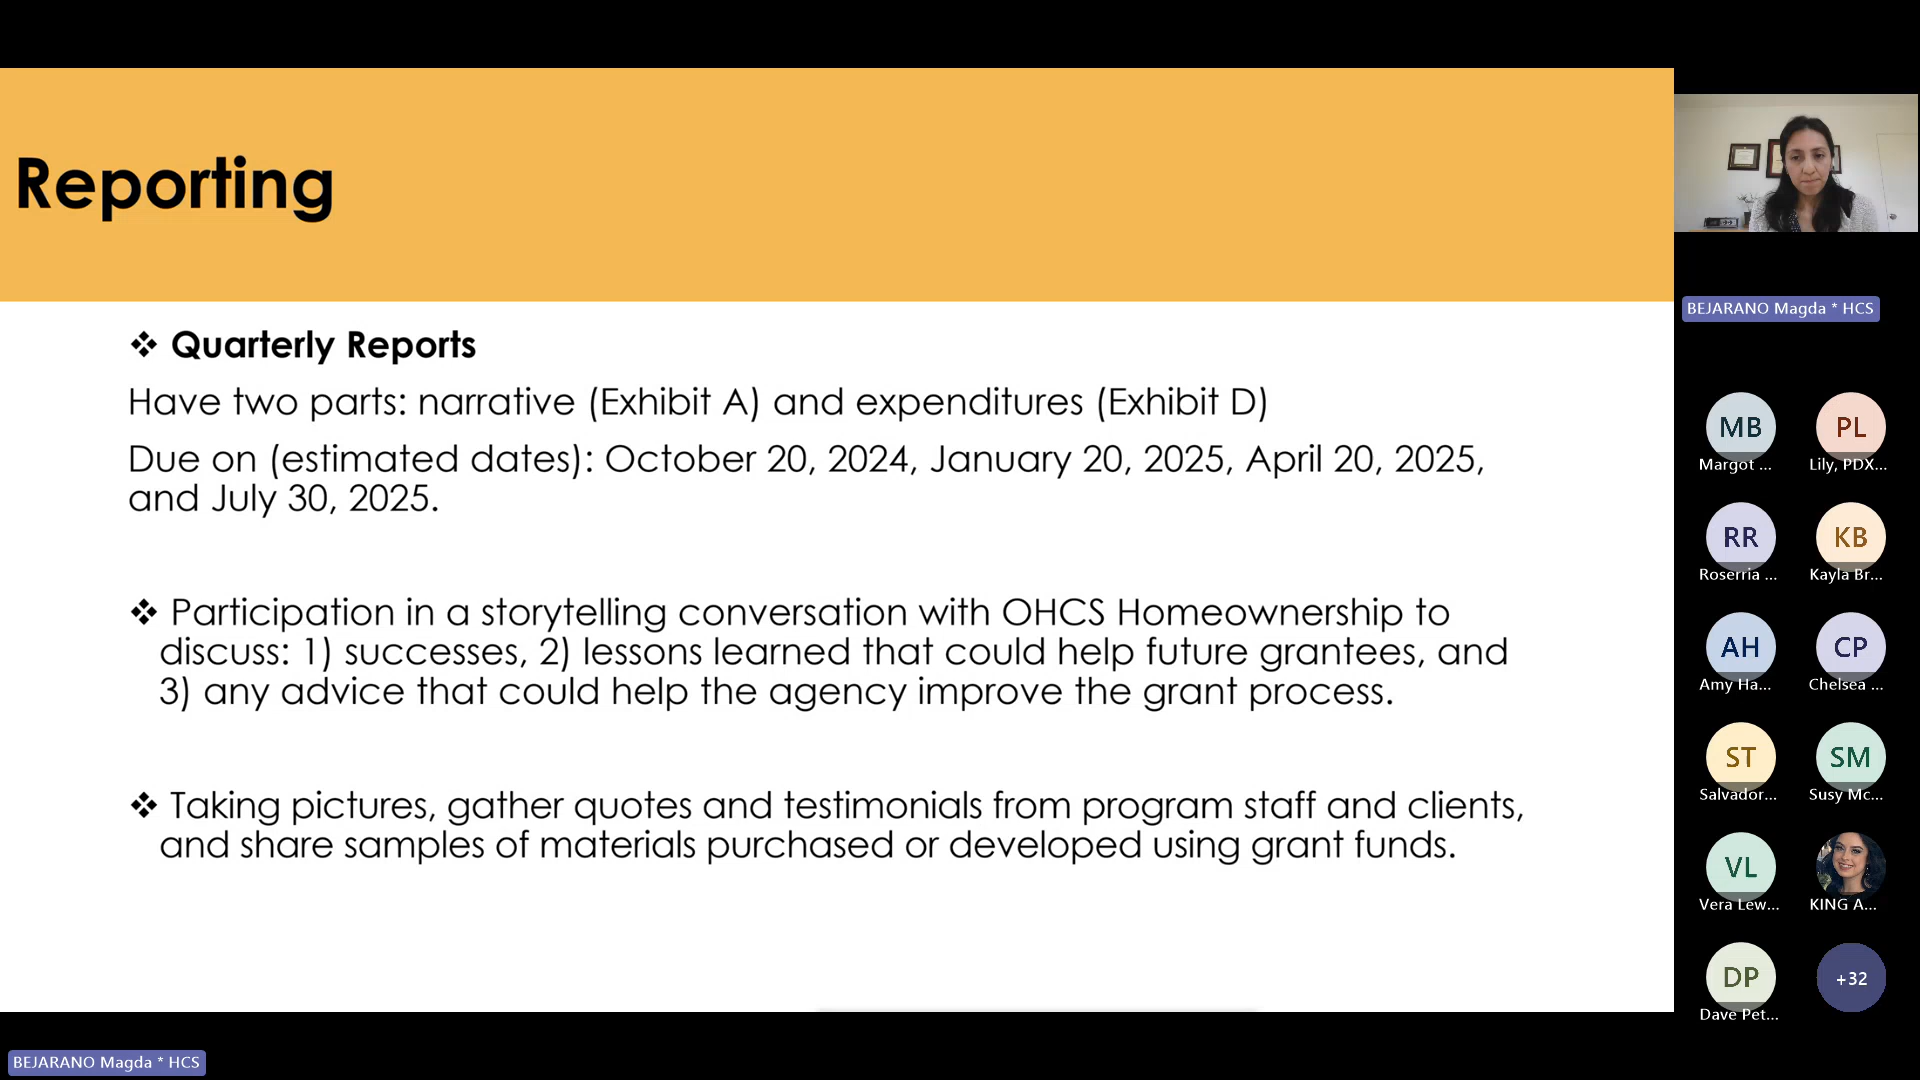 Reporting
❖ Quarterly Reports
Have two parts: narrative (Exhibit A) and expenditures (Exhibit D)
Due on (estimated dates): October 20, 2024, January 20, 2025, April 20, 2025,
and July 30, 2025.
❖ Participation in a storytelling conversation with OHCS Homeownership to
discuss: 1) successes, 2) lessons learned that could help future grantees, and
3) any advice that could help the agency improve the grant process.
❖ Taking pictures, gather quotes and testimonials from program staff and clients,
and share samples of materials purchased or developed using grant funds.
BEJARANO Magda * HCS
MB
Margot ...
PL
Lily, PDX...
RR
Roserria ...
KB
Kayla Br...
AH
Amy Ha...
CP
Chelsea ...
ST
Salvador...
SM
Susy Mc...
VL
Vera Lew...
KING A...
DP
Dave Pet...
+32
BEJARANO Magda * HCS